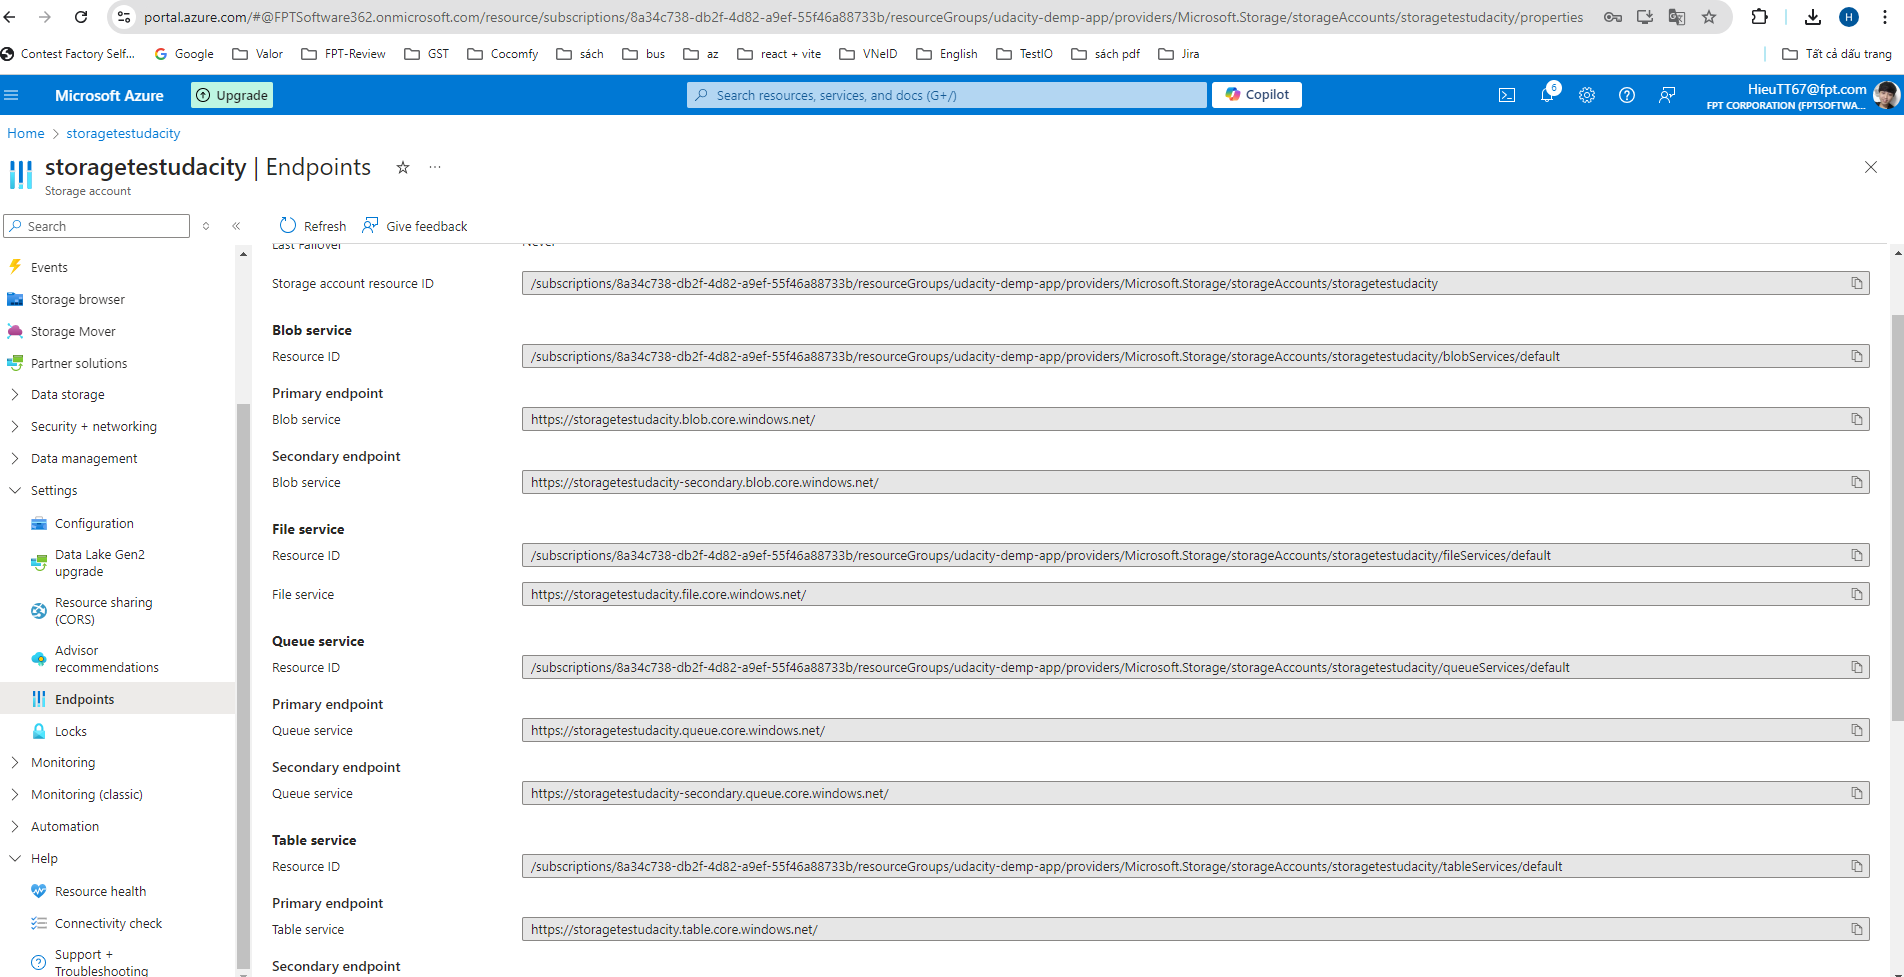 portal.azure.com/#@FPTSoftware362.onmicrosoft.com/resource/subscriptions/8a34c738-db2f-4d82-a9ef-55f46a88733b/resourceGroups/udacity-demp-app/providers/Microsoft.Storage/storageAccounts/storagetestudacity/properties
H
Contest Factory Self...
Google
Valor
FPT-Review
GST
Cocomfy
sách
bus
az
react + vite
VNeID
English
TestIO
sách pdf
Jira
Tất cả dấu trang
Microsoft Azure
Upgrade
Search resources, services, and docs (G+/)
Copilot
6
HieuTT67@fpt.com
FPT CORPORATION (FPTSOFTWA...
Home > storagetestudacity
storagetestudacity | Endpoints
...
Storage account
Search
Refresh
Give feedback
Events
Storage browser
Storage Mover
Partner solutions
Data storage
Security + networking
Data management
Settings
Configuration
Data Lake Gen2
upgrade
Resource sharing
(CORS)
Advisor
recommendations
Endpoints
Locks
Monitoring
Monitoring (classic)
Automation
Help
Resource health
Connectivity check
Support +
Troubleshooting
Last Failover Never
Storage account resource ID /subscriptions/8a34c738-db2f-4d82-a9ef-55f46a88733b/resourceGroups/udacity-demp-app/providers/Microsoft.Storage/storageAccounts/storagetestudacity
Blob service
Resource ID /subscriptions/8a34c738-db2f-4d82-a9ef-55f46a88733b/resourceGroups/udacity-demp-app/providers/Microsoft.Storage/storageAccounts/storagetestudacity/blobServices/default
Primary endpoint
Blob service https://storagetestudacity.blob.core.windows.net/
Secondary endpoint
Blob service https://storagetestudacity-secondary.blob.core.windows.net/
File service
Resource ID /subscriptions/8a34c738-db2f-4d82-a9ef-55f46a88733b/resourceGroups/udacity-demp-app/providers/Microsoft.Storage/storageAccounts/storagetestudacity/fileServices/default
File service https://storagetestudacity.file.core.windows.net/
Queue service
Resource ID /subscriptions/8a34c738-db2f-4d82-a9ef-55f46a88733b/resourceGroups/udacity-demp-app/providers/Microsoft.Storage/storageAccounts/storagetestudacity/queueServices/default
Primary endpoint
Queue service https://storagetestudacity.queue.core.windows.net/
Secondary endpoint
Queue service https://storagetestudacity-secondary.queue.core.windows.net/
Table service
Resource ID /subscriptions/8a34c738-db2f-4d82-a9ef-55f46a88733b/resourceGroups/udacity-demp-app/providers/Microsoft.Storage/storageAccounts/storagetestudacity/tableServices/default
Primary endpoint
Table service https://storagetestudacity.table.core.windows.net/
Secondary endpoint